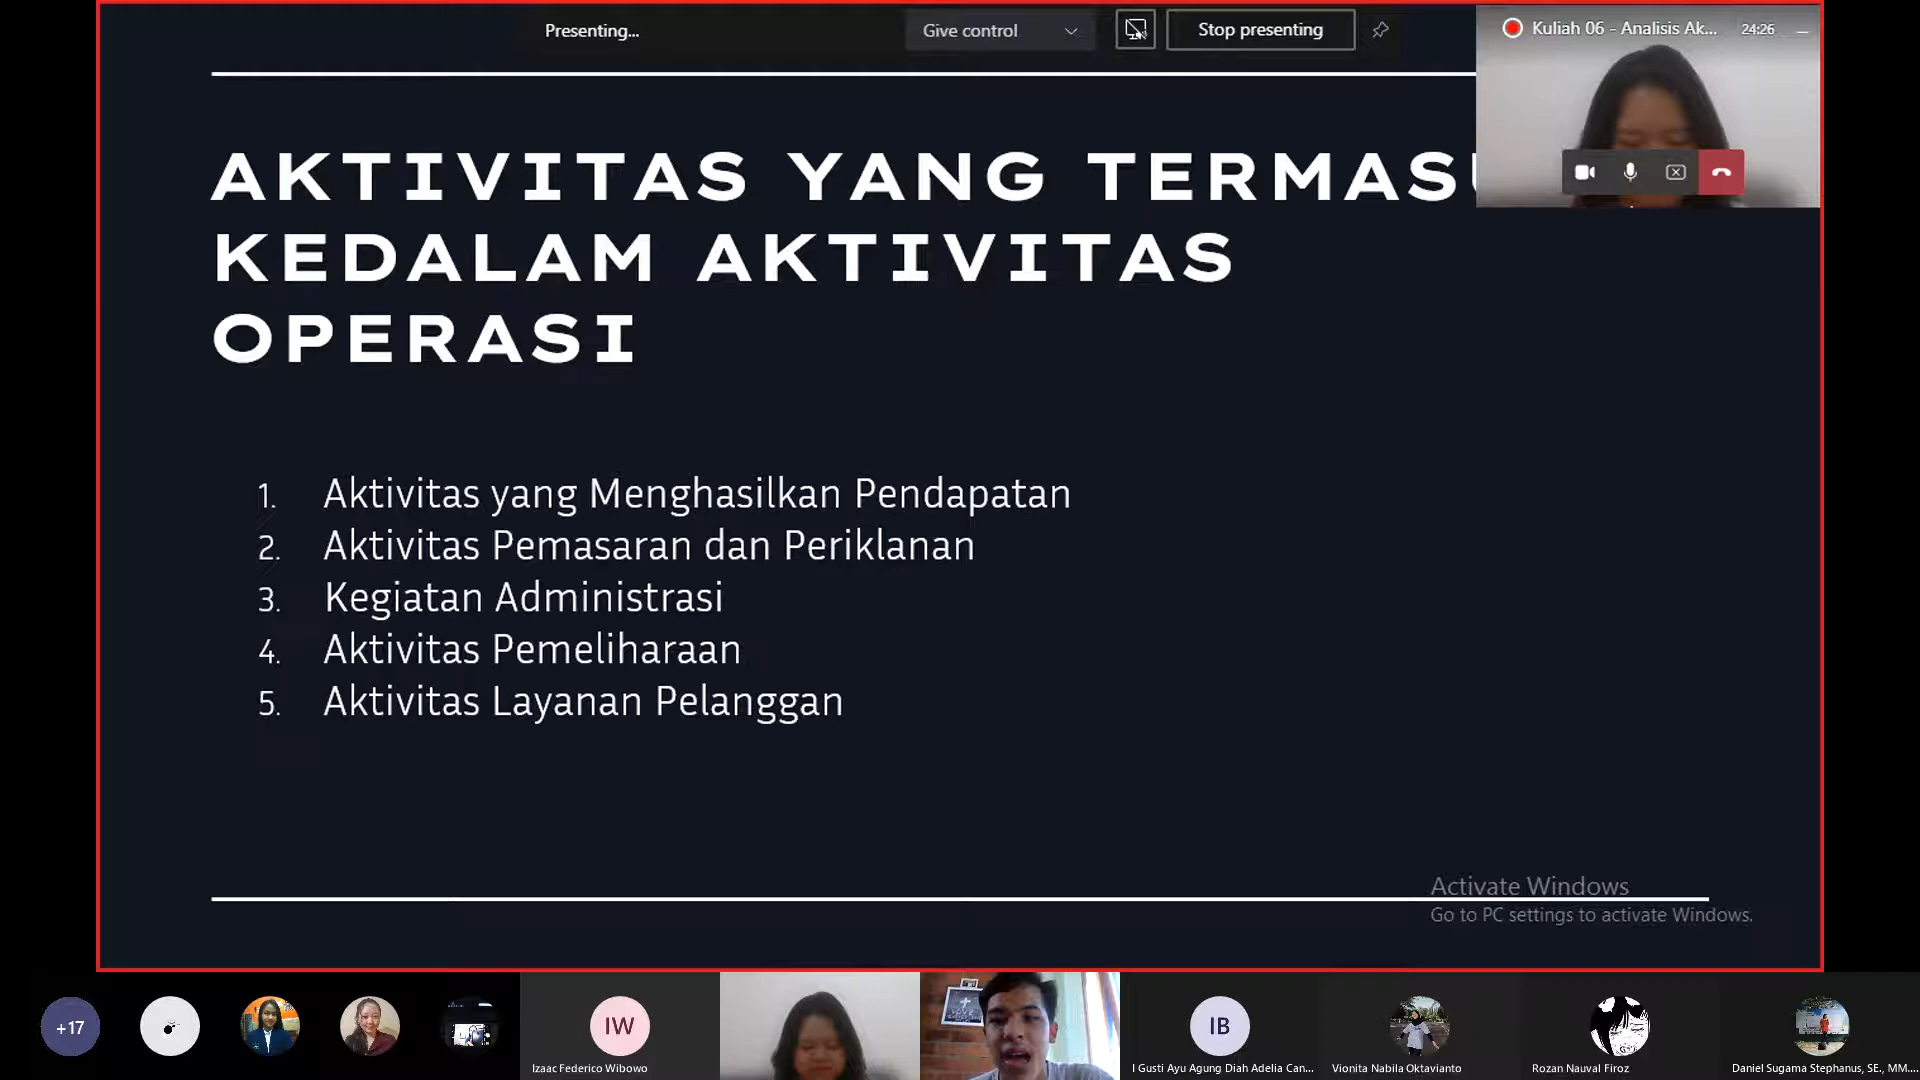 Presenting...
Give control
Stop presenting
Kuliah 06 - Analisis Ak...
24:26
AKTIVITAS YANG TERMASU
KEDALAM AKTIVITAS
OPERASI
1. Aktivitas yang Menghasilkan Pendapatan
2. Aktivitas Pemasaran dan Periklanan
3. Kegiatan Administrasi
4. Aktivitas Pemeliharaan
5. Aktivitas Layanan Pelanggan
Activate Windows
Go to PC settings to activate Windows.
+17
IW
Izaac Federico Wibowo
IB
I Gusti Ayu Agung Diah Adelia Can...
Vionita Nabila Oktavianto
Rozan Nauval Firoz
Daniel Sugama Stephanus, SE., MM....